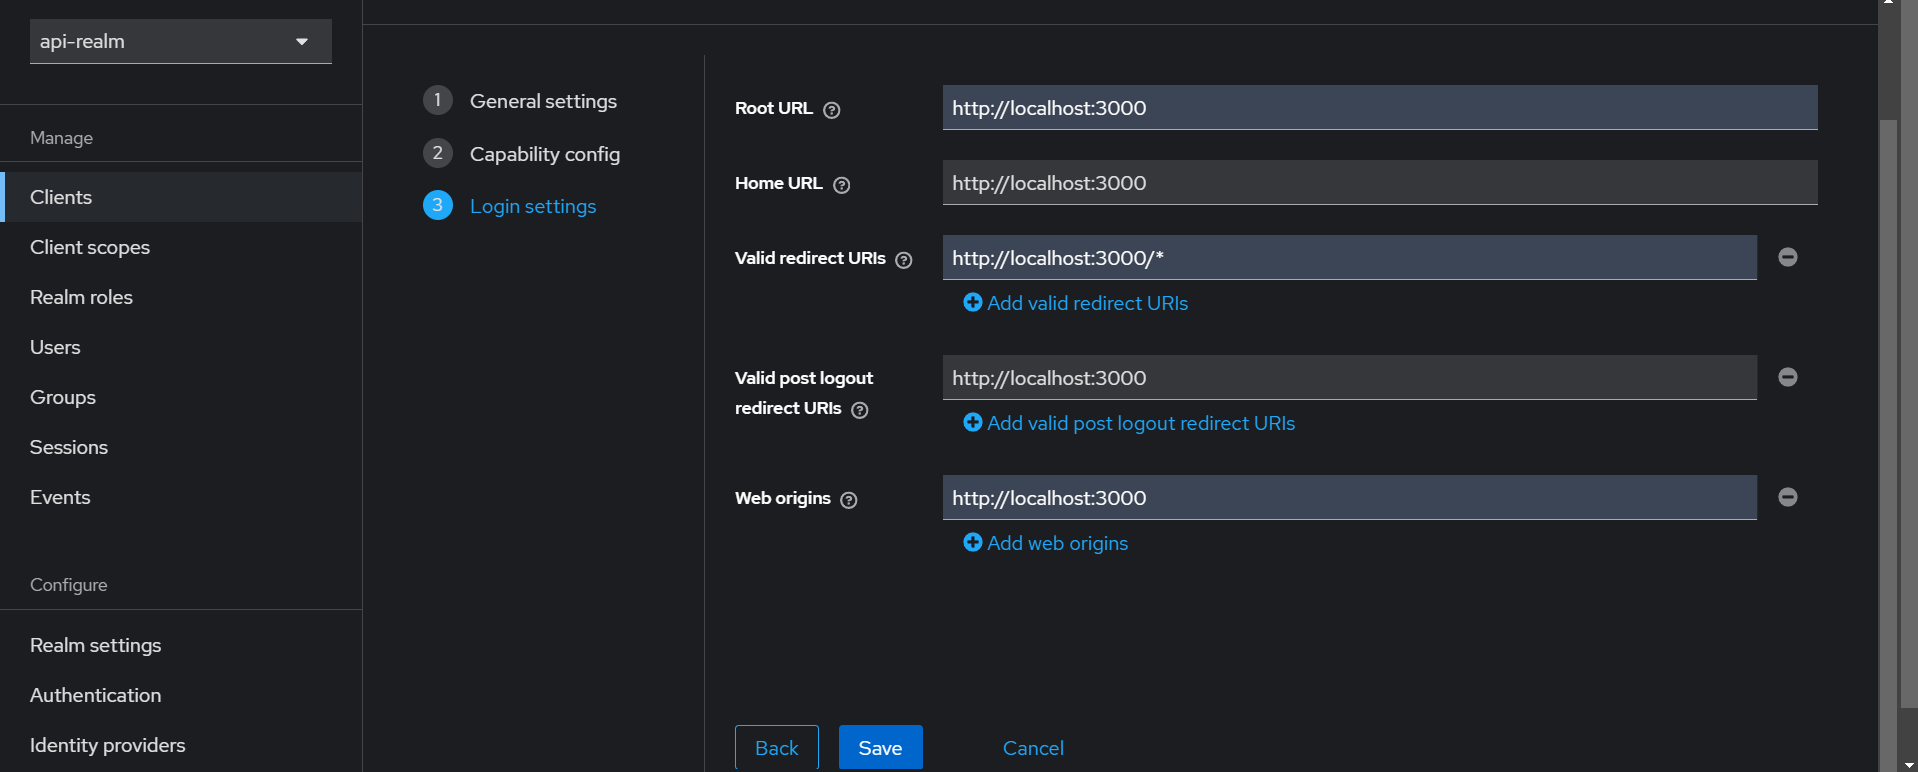 api-realm
Manage
Clients
Client scopes
Realm roles
Users
Groups
Sessions
Events
Configure
Realm settings
Authentication
Identity providers
1 General settings
2 Capability config
3 Login settings
Root URL ? http://localhost:3000
Home URL ? http://localhost:3000
Valid redirect URIs ? http://localhost:3000/*
Add valid redirect URIs
Valid post logout
redirect URIs ? http://localhost:3000
Add valid post logout redirect URIs
Web origins ? http://localhost:3000
Add web origins
Back Save Cancel